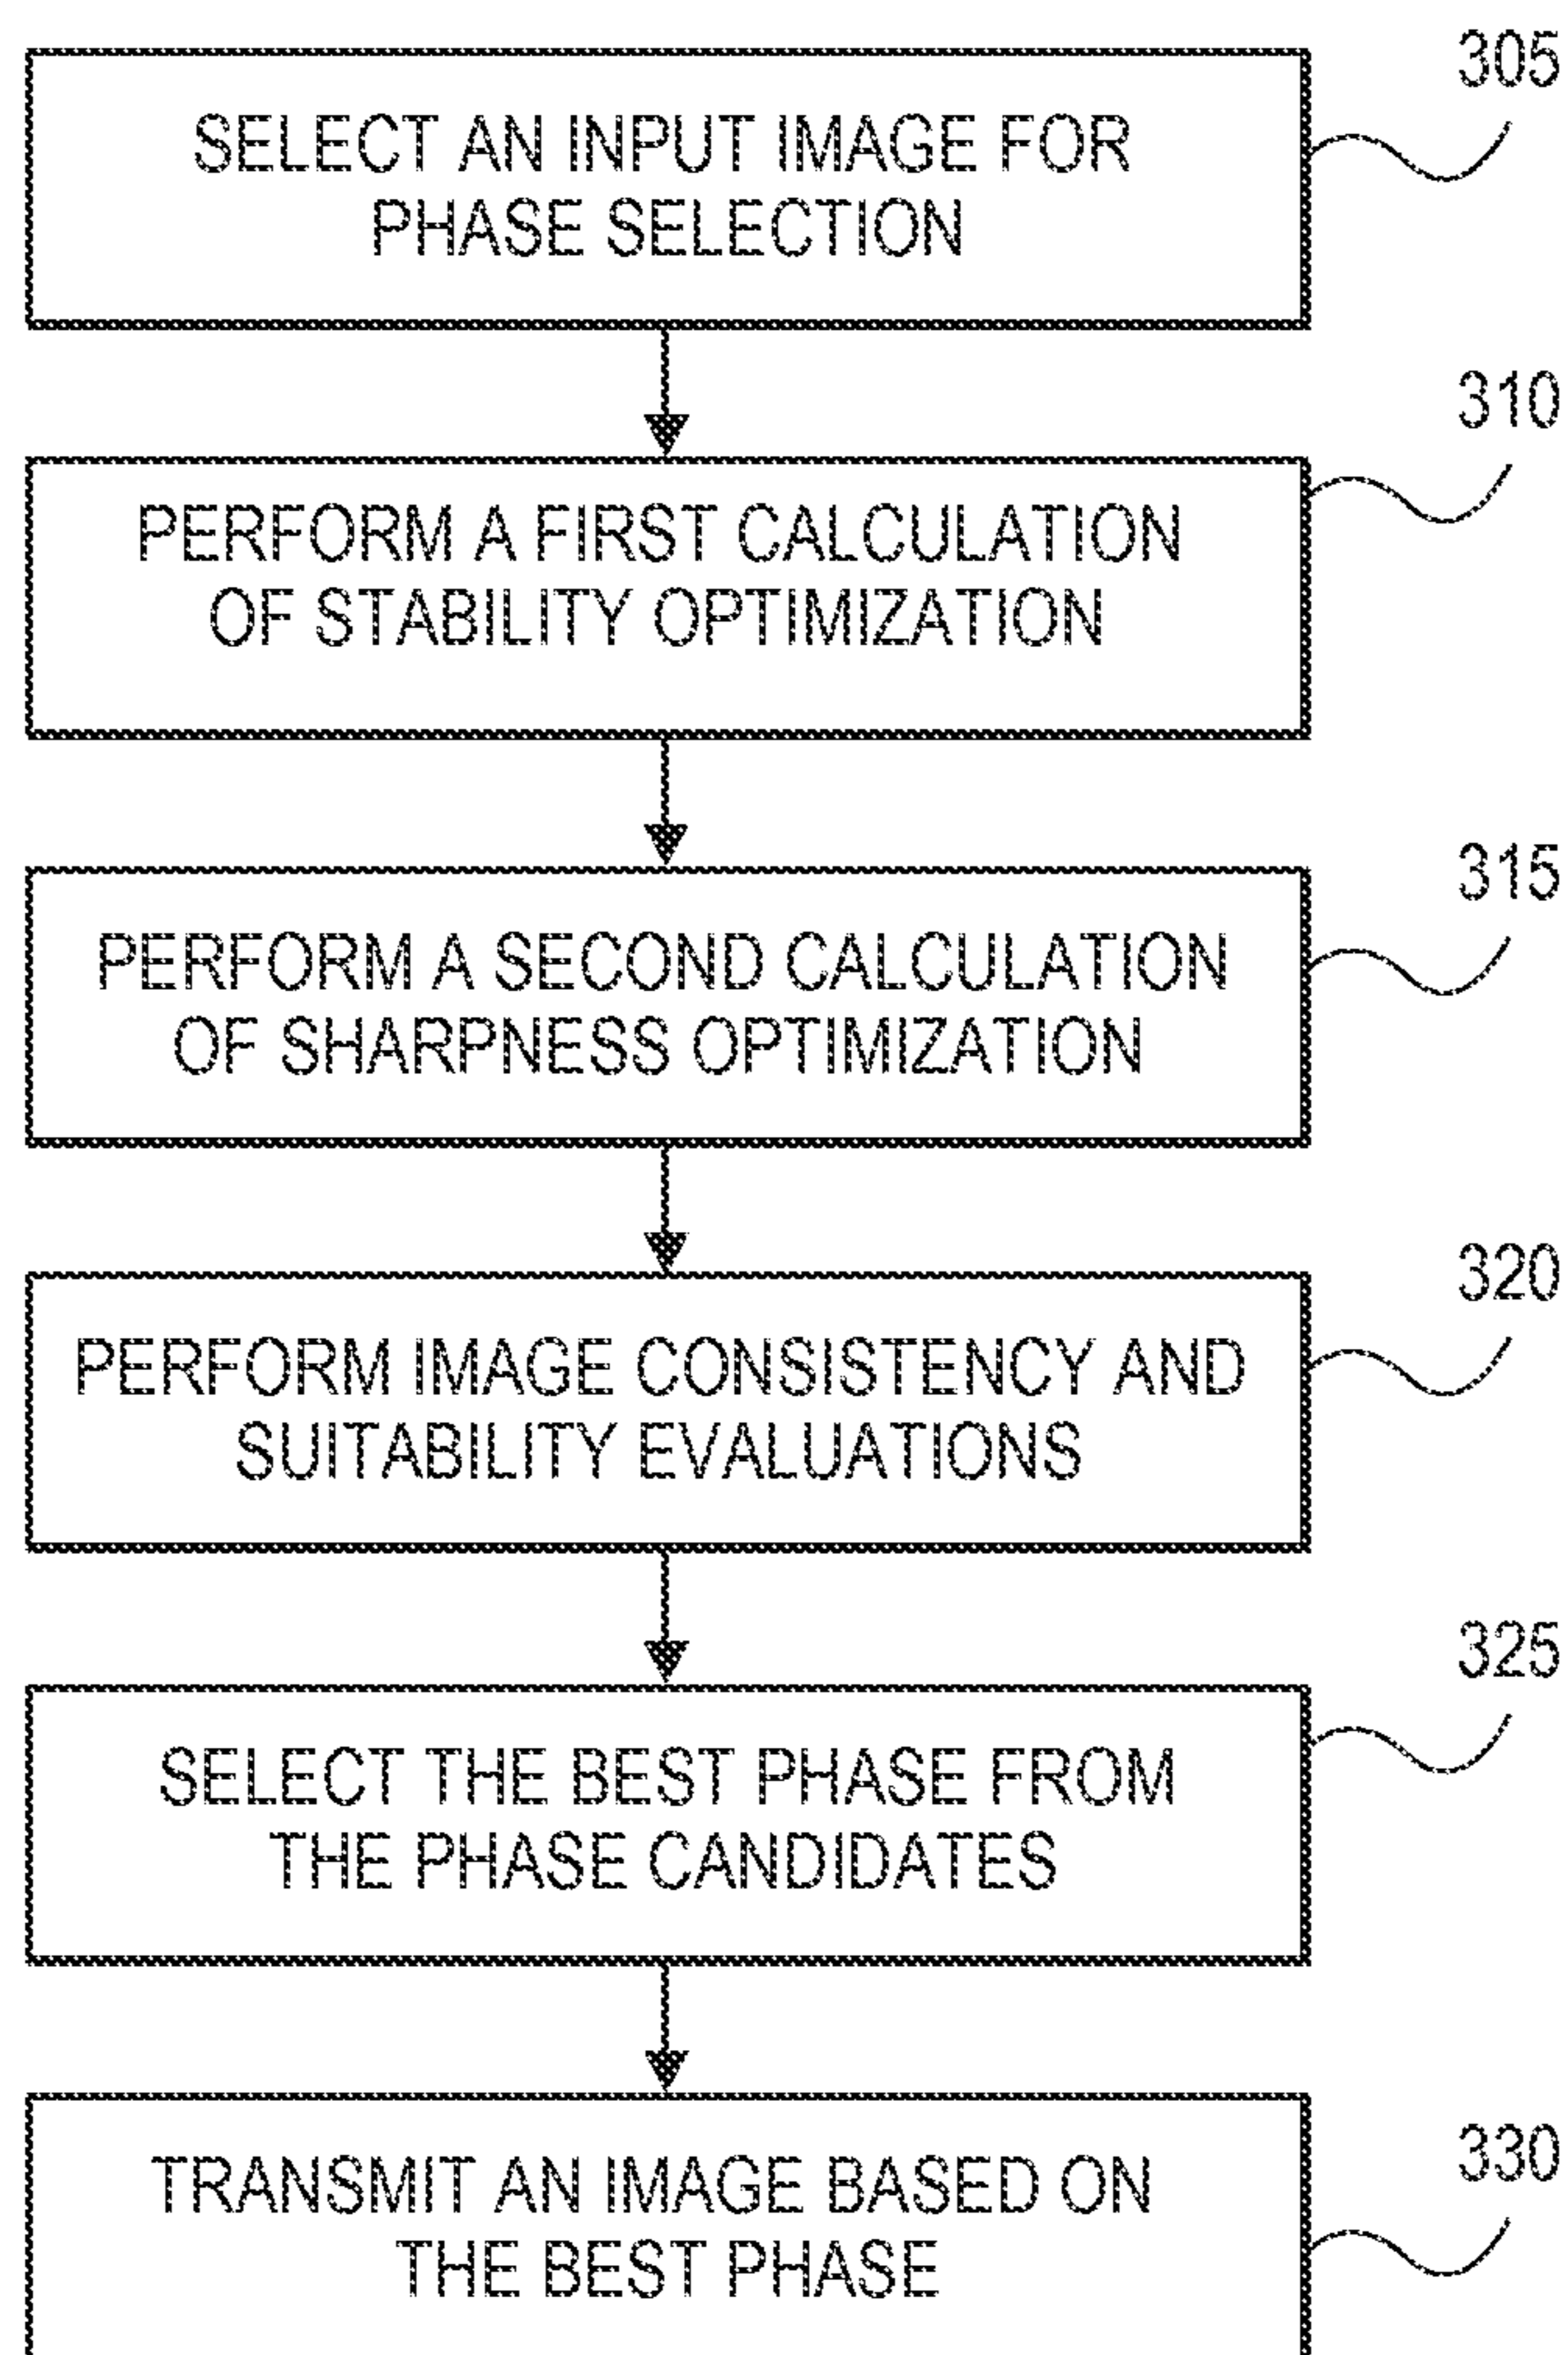 305
SELECT AN INPUT IMAGE FOR
PHASE SELECTION
310
PERFORM A FIRST CALCULATION
OF STABILITY OPTIMIZATION
315
PERFORM A SECOND CALCULATION
OF SHARPNESS OPTIMIZATION
320
PERFORM IMAGE CONSISTENCY AND
SUITABILITY EVALUATIONS
325
SELECT THE BEST PHASE FROM
THE PHASE CANDIDATES
330
TRANSMIT AN IMAGE BASED ON
THE BEST PHASE